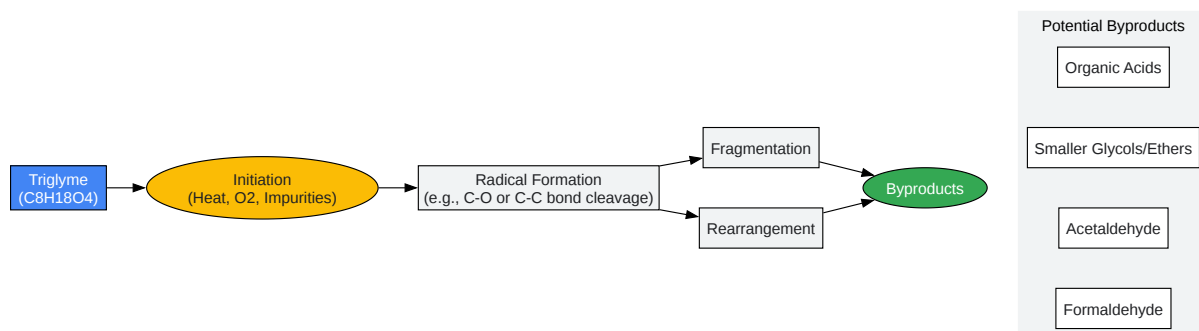 Triglyme
(C8H18O4)
Initiation
(Heat, O2, Impurities)
Radical Formation
(e.g., C-O or C-C bond cleavage)
Fragmentation
Rearrangement
Byproducts
Potential Byproducts
Organic Acids
Smaller Glycols/Ethers
Acetaldehyde
Formaldehyde